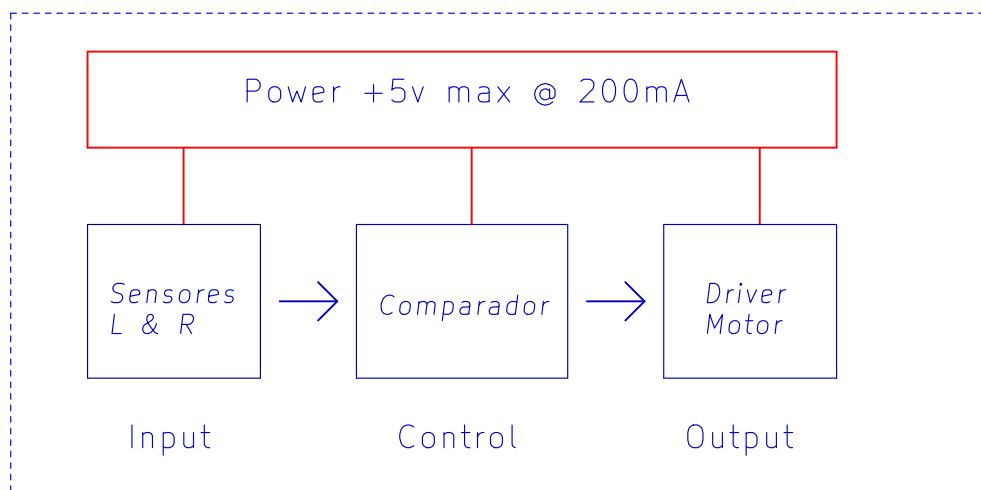 Power +5v max @ 200mA
Sensores
L & R
Comparador
Driver
Motor
Input
Control
Output